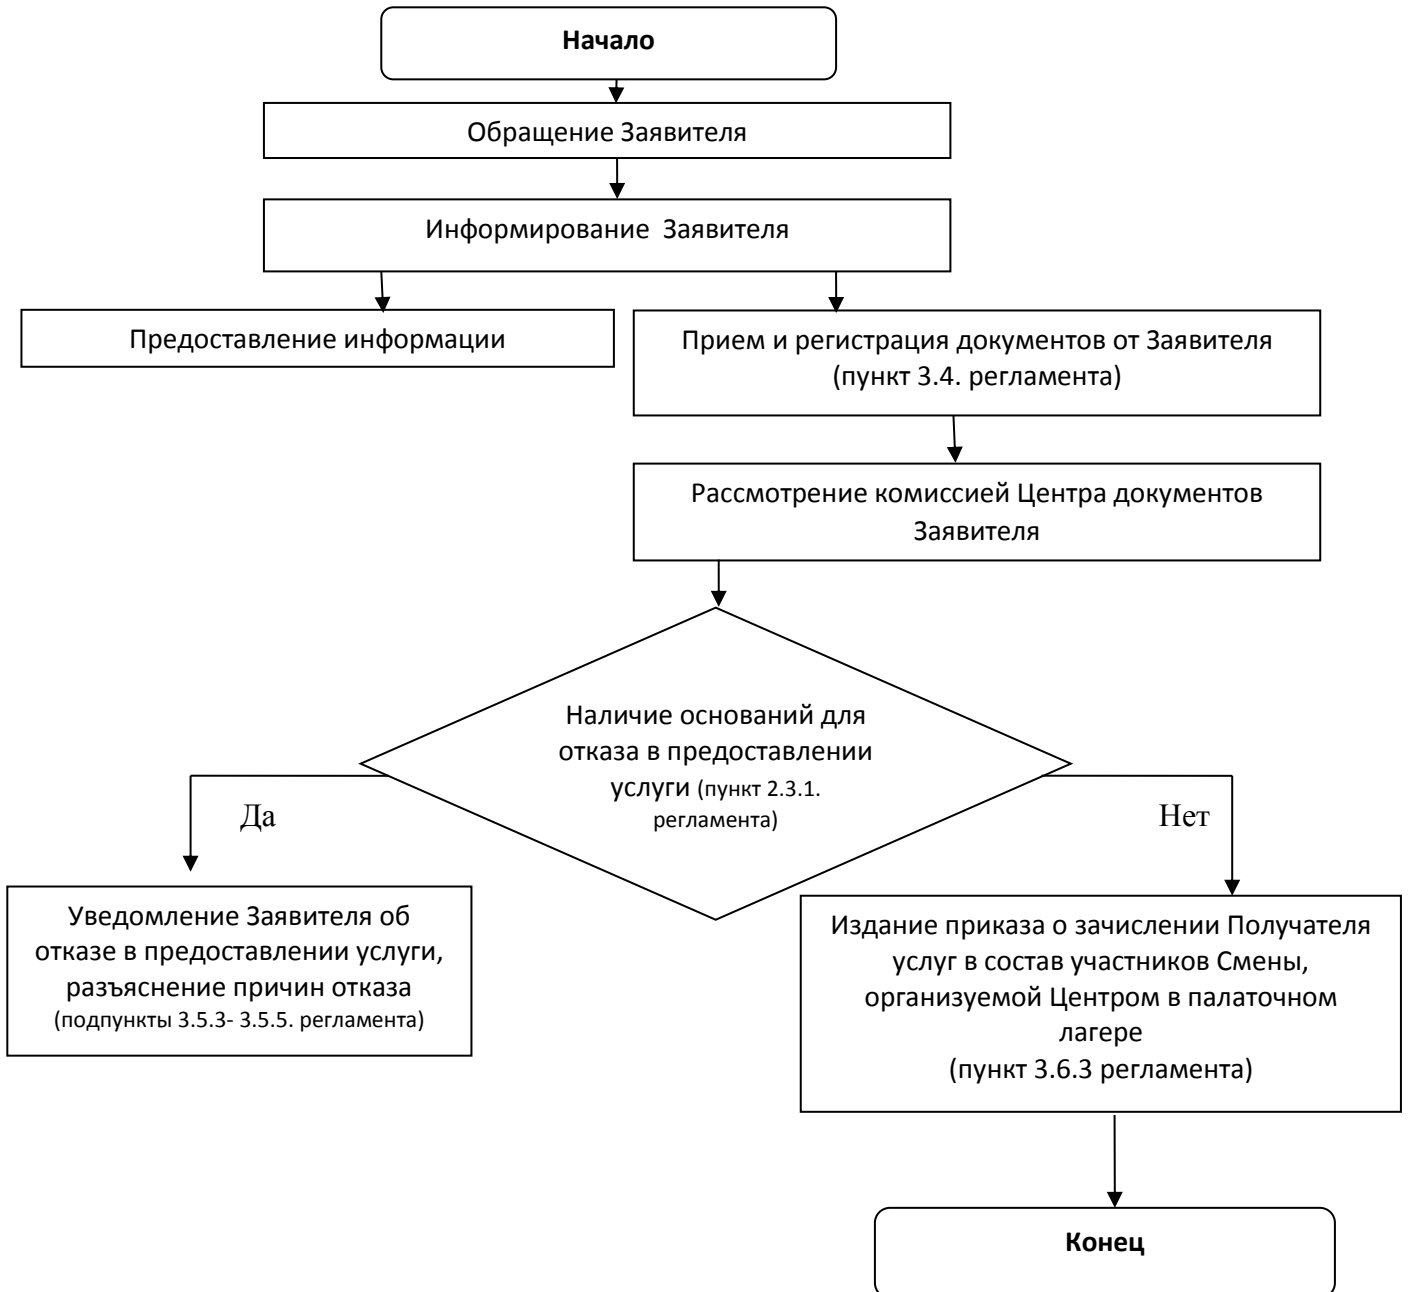 Начало
Обращение Заявителя
Информирование  Заявителя
Предоставление информации
Прием и регистрация документов от Заявителя
(пункт 3.4. регламента)
Рассмотрение комиссией Центра документов
Заявителя
Наличие оснований для
отказа в предоставлении
услуги (пункт 2.3.1.
регламента)
Да
Нет
Уведомление Заявителя об
отказе в предоставлении услуги,
разъяснение причин отказа
(подпункты 3.5.3- 3.5.5. регламента)
Издание приказа о зачислении Получателя
услуг в состав участников Смены,
организуемой Центром в палаточном
лагере
(пункт 3.6.3 регламента)
Конец